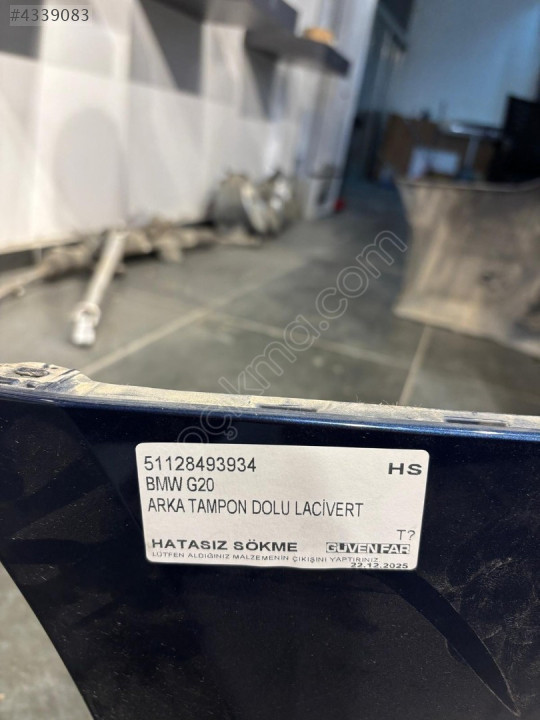 #4339083
51128493934 HS
BMW G20
ARKA TAMPON DOLU LACİVERT
T?
HATASIZ SÖKME GÜVENFAR
LÜTFEN ALDIĞINIZ MALZEMENİN ÇIKIŞINI YAPTIRINIZ
22.12.2025